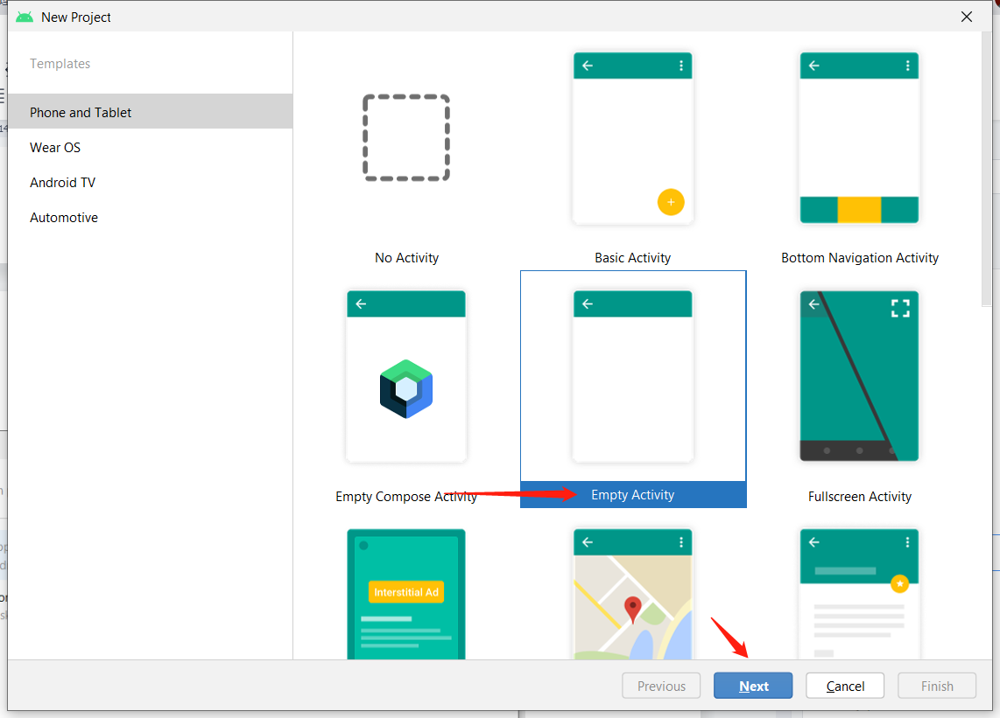 New Project
Templates
Phone and Tablet
Wear OS
Android TV
Automotive
No Activity
Basic Activity
Bottom Navigation Activity
Empty Compose Activity
Empty Activity
Fullscreen Activity
Interstitial Ad
Previous
Next
Cancel
Finish